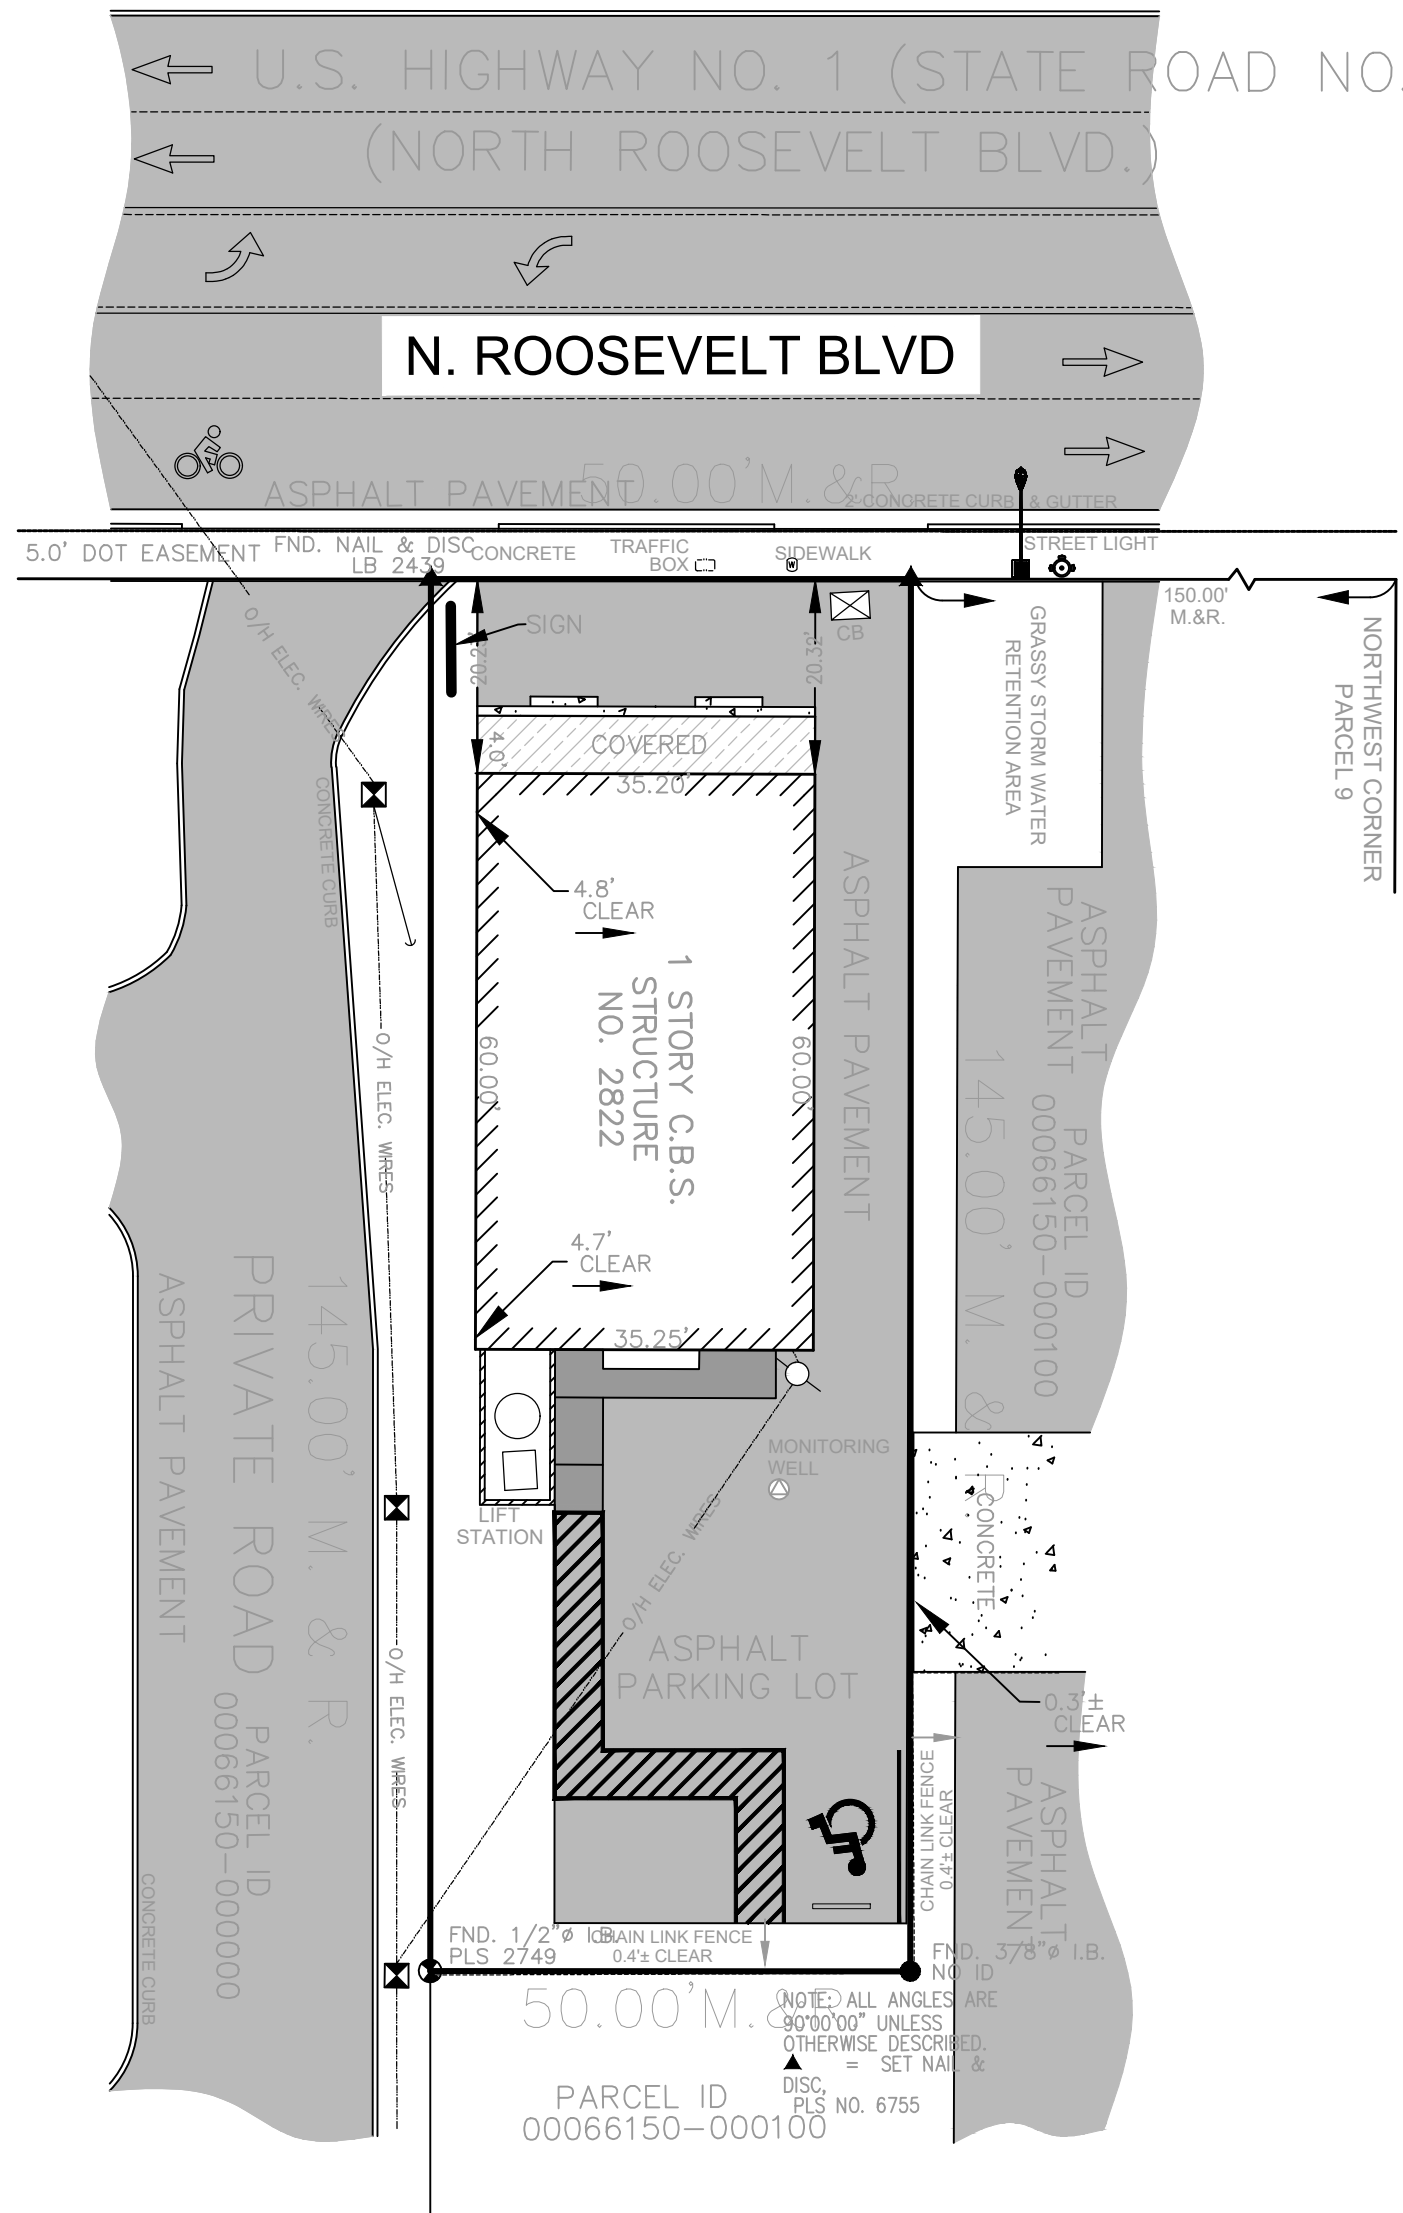 U.S. HIGHWAY NO. 1 (STATE ROAD NO.
(NORTH ROOSEVELT BLVD.)
N. ROOSEVELT BLVD
50.00'M.&R
ASPHALT PAVEMENT
2' CONCRETE CURB & GUTTER
5.0' DOT EASEMENT
FND. NAIL & DISC
LB 2439
CONCRETE
TRAFFIC
BOX
W
SIDEWALK
STREET LIGHT
150.00'
M.&R.
NORTHWEST CORNER
PARCEL 9
GRASSY STORM WATER
RETENTION AREA
O/H ELEC. WIRES
SIGN
CB
20.32'
4.0'
COVERED
35.20'
CONCRETE CURB
4.8'
CLEAR
1 STORY C.B.S.
STRUCTURE
NO. 2822
60.00'
60.00'
ASPHALT PAVEMENT
ASPHALT
PAVEMENT
145.00' M. & R.
PARCEL ID
00066150-000100
O/H ELEC. WIRES
4.7'
CLEAR
35.25'
PRIVATE ROAD
ASPHALT PAVEMENT
145.00' M. & R.
PARCEL ID
00066150-000000
MONITORING
WELL
LIFT
STATION
O/H ELEC. WIRES
CONCRETE
O/H ELEC. WIRES
ASPHALT
PARKING LOT
0.3'±
CLEAR
CHAIN LINK FENCE
0.4'± CLEAR
ASPHALT
PAVEMENT
CONCRETE CURB
FND. 1/2"ø I.B.
PLS 2749
CHAIN LINK FENCE
0.4'± CLEAR
FND. 3/8"ø I.B.
NO ID
50.00'M.&R
NOTE: ALL ANGLES ARE
90°00'00" UNLESS
OTHERWISE DESCRIBED.
= SET NAIL &
DISC,
PLS NO. 6755
PARCEL ID
00066150-000100